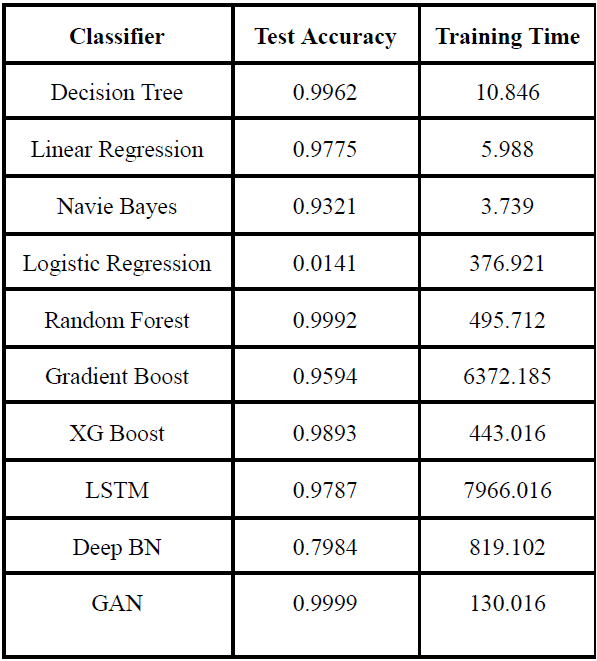 Classifier Test Accuracy Training Time
Decision Tree 0.9962 10.846
Linear Regression 0.9775 5.988
Navie Bayes 0.9321 3.739
Logistic Regression 0.0141 376.921
Random Forest 0.9992 495.712
Gradient Boost 0.9594 6372.185
XG Boost 0.9893 443.016
LSTM 0.9787 7966.016
Deep BN 0.7984 819.102
GAN 0.9999 130.016